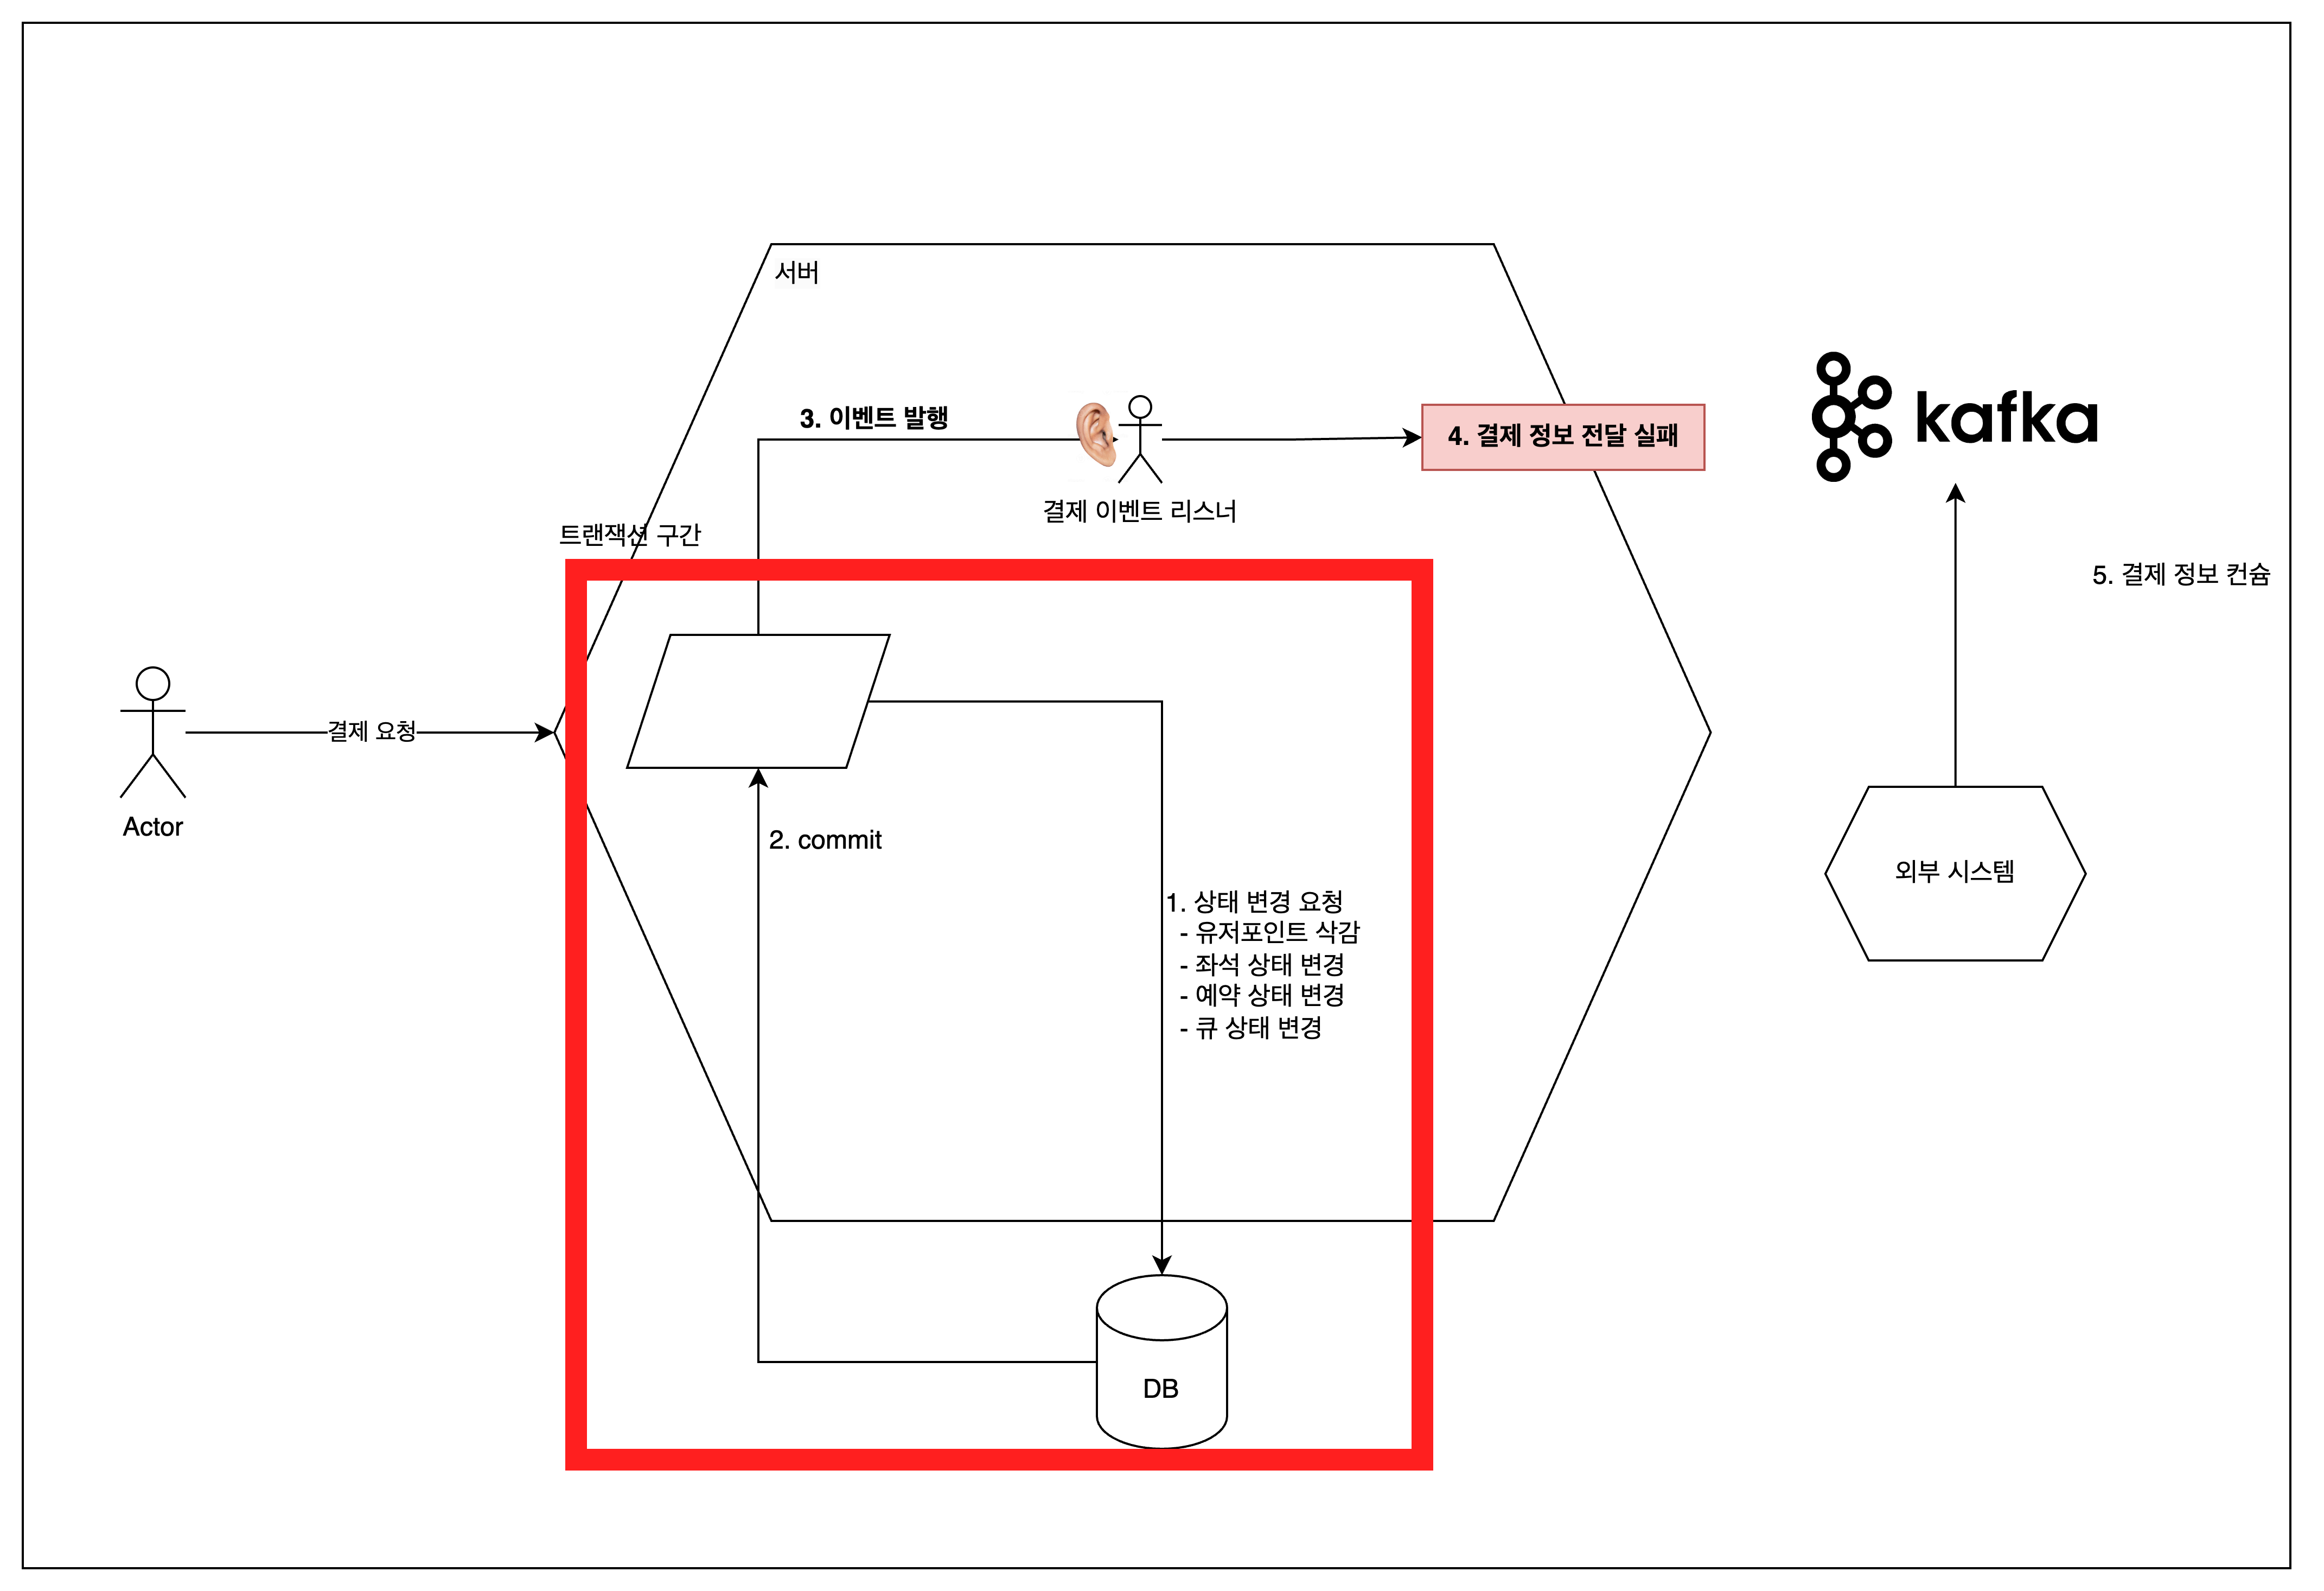 서버
3. 이벤트 발행
4. 결제 정보 전달 실패
kafka
결제 이벤트 리스너
트랜잭션 구간
5. 결제 정보 컨슘
결제 요청
Actor
2. commit
1. 상태 변경 요청
- 유저포인트 삭감
- 좌석 상태 변경
- 예약 상태 변경
- 큐 상태 변경
외부 시스템
DB